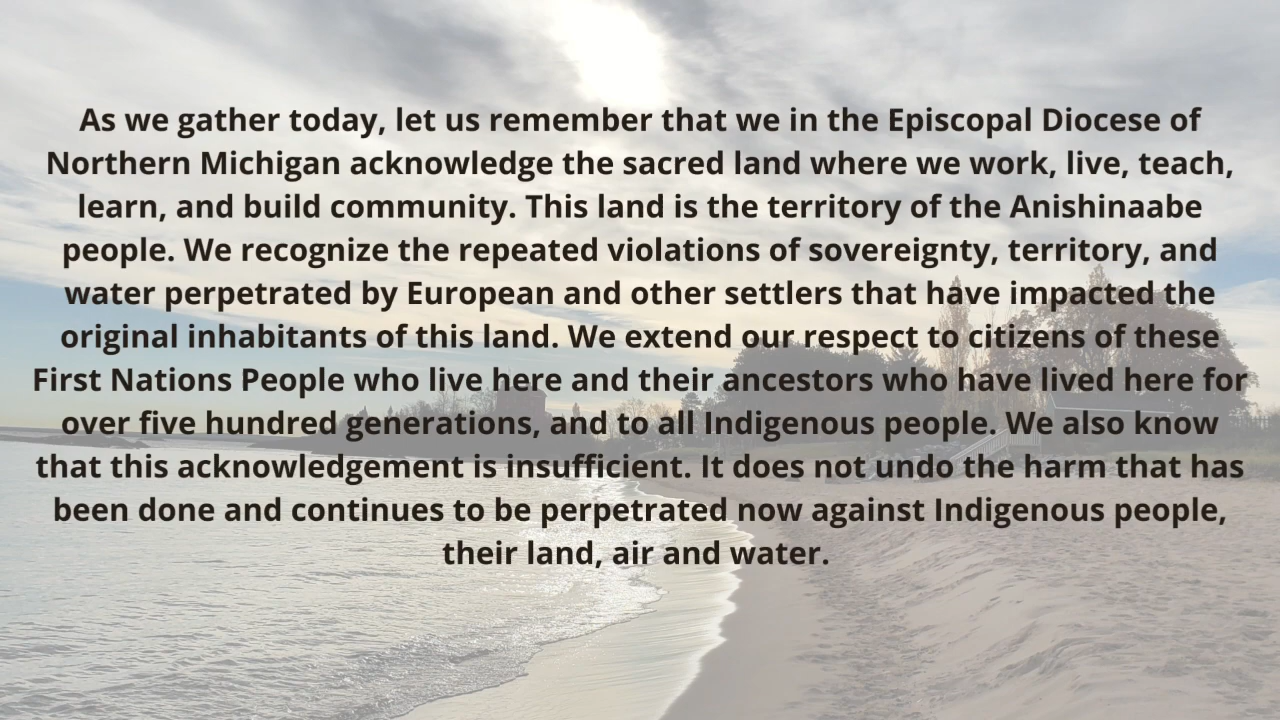 As we gather today, let us remember that we in the Episcopal Diocese of
Northern Michigan acknowledge the sacred land where we work, live, teach,
learn, and build community. This land is the territory of the Anishinaabe
people. We recognize the repeated violations of sovereignty, territory, and
water perpetrated by European and other settlers that have impacted the
original inhabitants of this land. We extend our respect to citizens of these
First Nations People who live here and their ancestors who have lived here for
over five hundred generations, and to all Indigenous people. We also know
that this acknowledgement is insufficient. It does not undo the harm that has
been done and continues to be perpetrated now against Indigenous people,
their land, air and water.